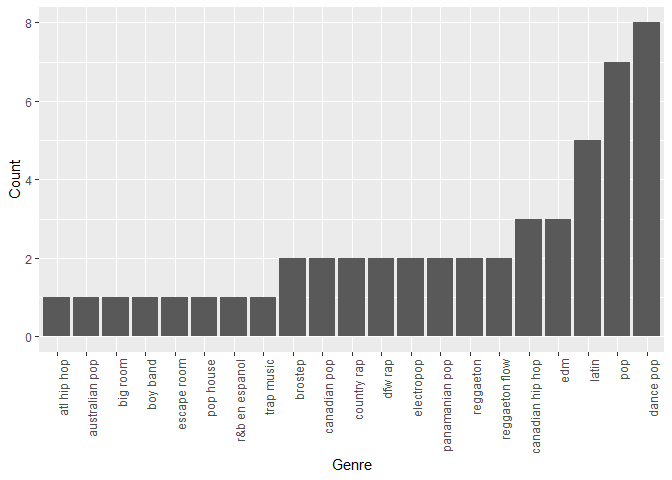 8
6
4
2
0
Count
atl hip hop
australian pop
big room
boy band
escape room
pop house
r&b en espanol
trap music
brostep
canadian pop
country rap
dfw rap
electropop
panamanian pop
reggaeton
reggaeton flow
canadian hip hop
edm
latin
pop
dance pop
Genre